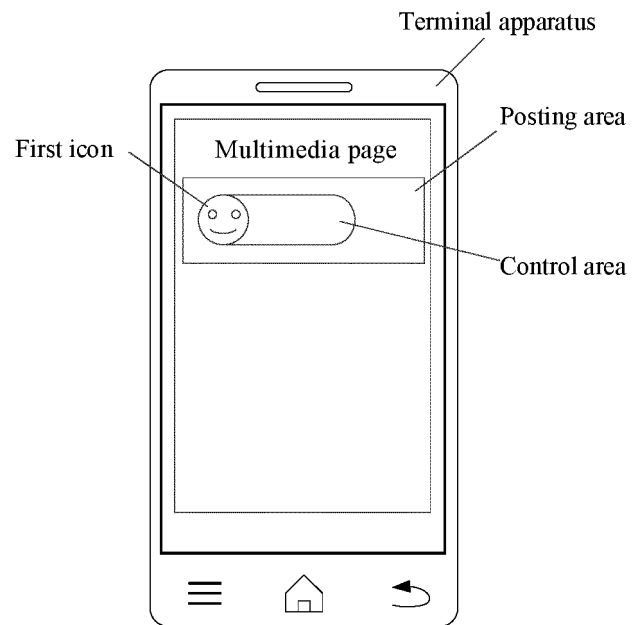 Terminal apparatus
Posting area
First icon
Multimedia page
Control area